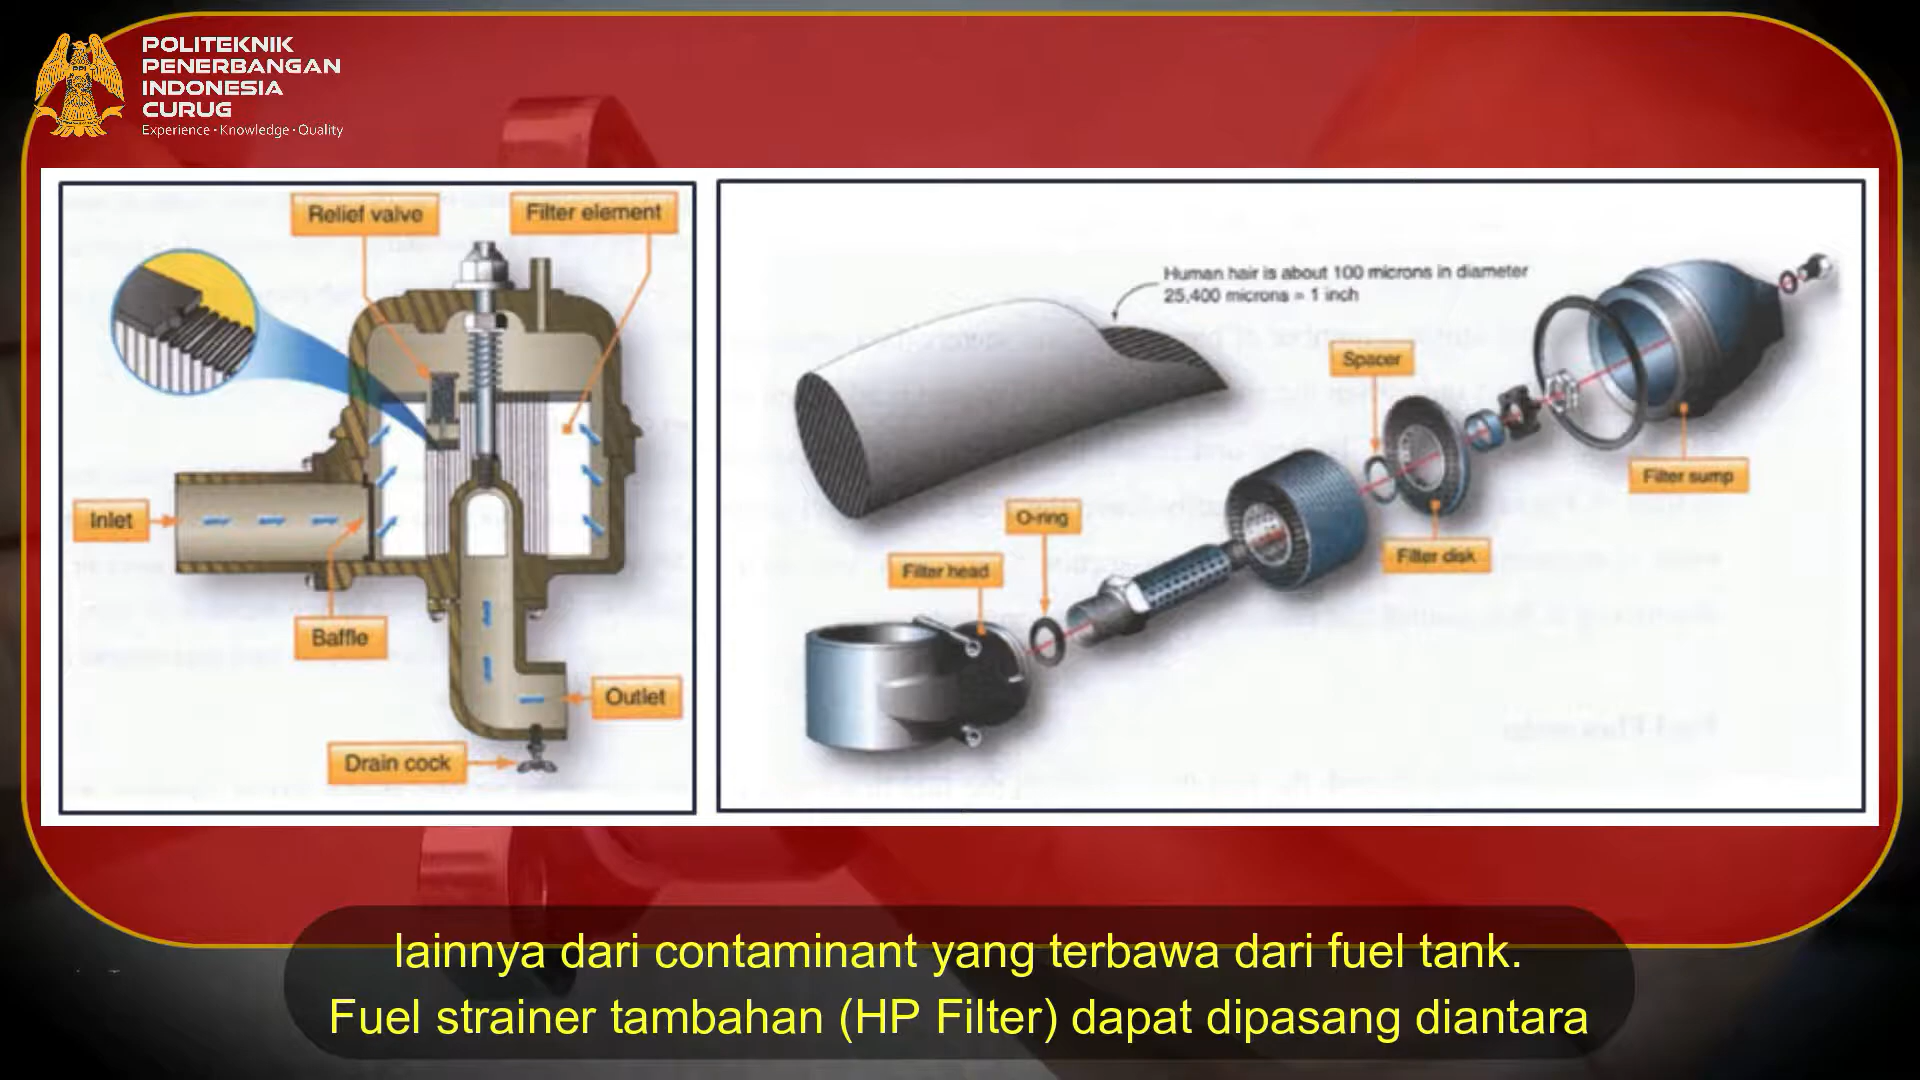 POLITEKNIK
PENERBANGAN
INDONESIA
CURUG
Experience · Knowledge · Quality
Relief valve
Filter element
Inlet
Baffle
Outlet
Drain cock
Human hair is about 100 microns in diameter
25,400 microns = 1 inch
Spacer
Filter sump
O-ring
Filter disk
Filter head
lainnya dari contaminant yang terbawa dari fuel tank.
Fuel strainer tambahan (HP Filter) dapat dipasang diantara